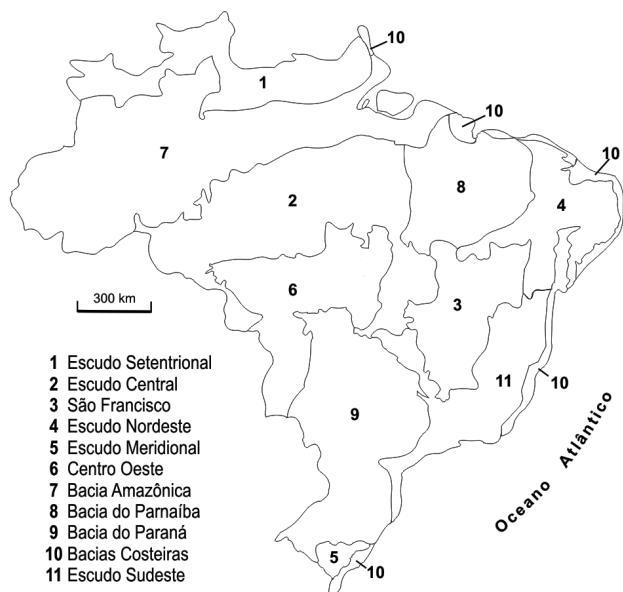 10
1
10
10
7
8
2
4
6
3
300 km
11
10
9
5
10
1 Escudo Setentrional
2 Escudo Central
3 São Francisco
4 Escudo Nordeste
5 Escudo Meridional
6 Centro Oeste
7 Bacia Amazônica
8 Bacia do Parnaíba
9 Bacia do Paraná
10 Bacias Costeiras
11 Escudo Sudeste
Oceano Atlântico